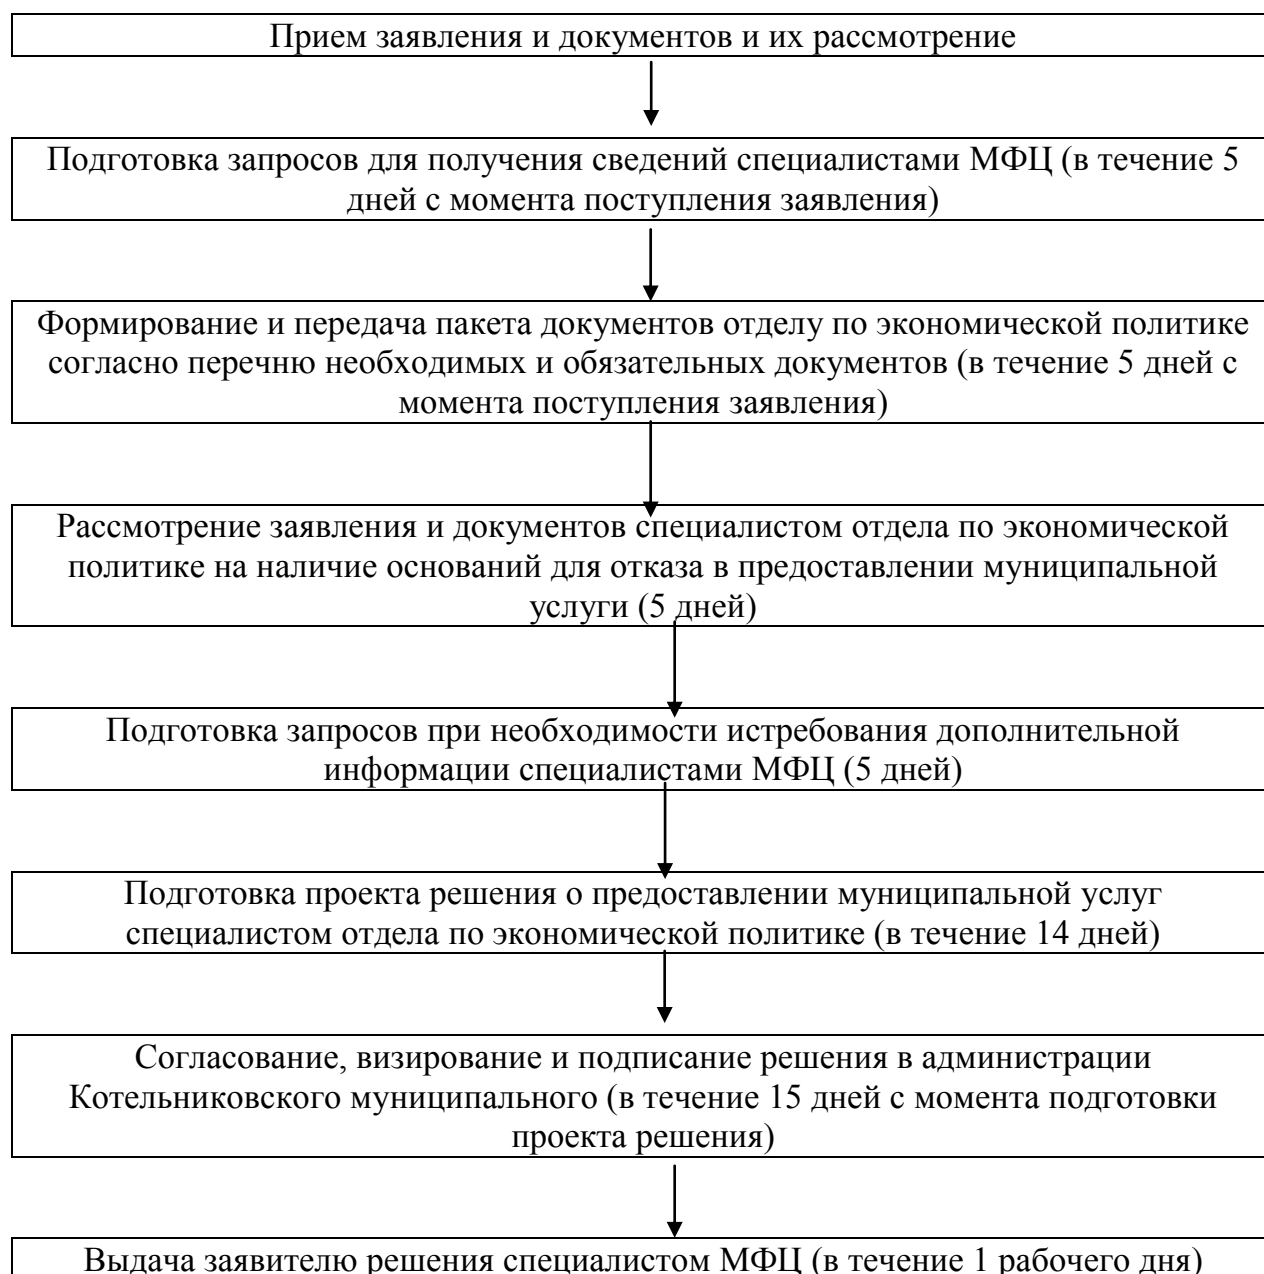 Прием заявления и документов и их рассмотрение
Подготовка запросов для получения сведений специалистами МФЦ (в течение 5
дней с момента поступления заявления)
Формирование и передача пакета документов отделу по экономической политике
согласно перечню необходимых и обязательных документов (в течение 5 дней с
момента поступления заявления)
Рассмотрение заявления и документов специалистом отдела по экономической
политике на наличие оснований для отказа в предоставлении муниципальной
услуги (5 дней)
Подготовка запросов при необходимости истребования дополнительной
информации специалистами МФЦ (5 дней)
Подготовка проекта решения о предоставлении муниципальной услуг
специалистом отдела по экономической политике (в течение 14 дней)
Согласование, визирование и подписание решения в администрации
Котельниковского муниципального (в течение 15 дней с момента подготовки
проекта решения)
Выдача заявителю решения специалистом МФЦ (в течение 1 рабочего дня)